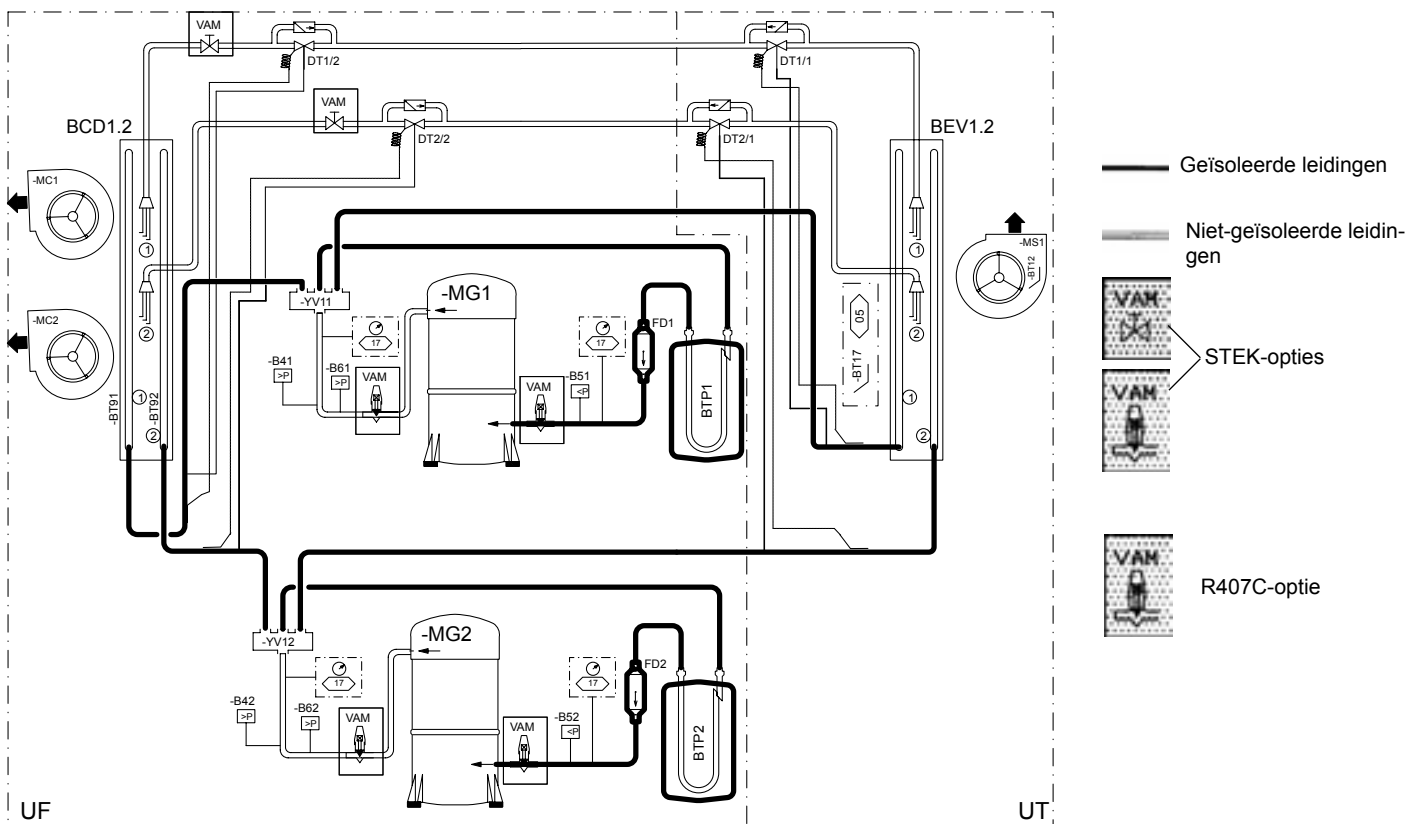 VAM
DT1/2
DT1/1
VAM
DT2/2
DT2/1
BCD1.2
BEV1.2
-MC1
-MC2
1
2
1
2
-BT91
-BT92
-YV11
-MG1
17
-B41
>P
-B61
>P
VAM
17
VAM
-B51
<P
FD1
BTP1
05
-BT17
1
2
1
2
-MS1
-BT12
-YV12
-MG2
17
-B42
>P
-B62
>P
VAM
17
VAM
-B52
<P
FD2
BTP2
UF
UT
Geïsoleerde leidingen
Niet-geïsoleerde leidin-
gen
VAM
STEK-opties
VAM
VAM
R407C-optie